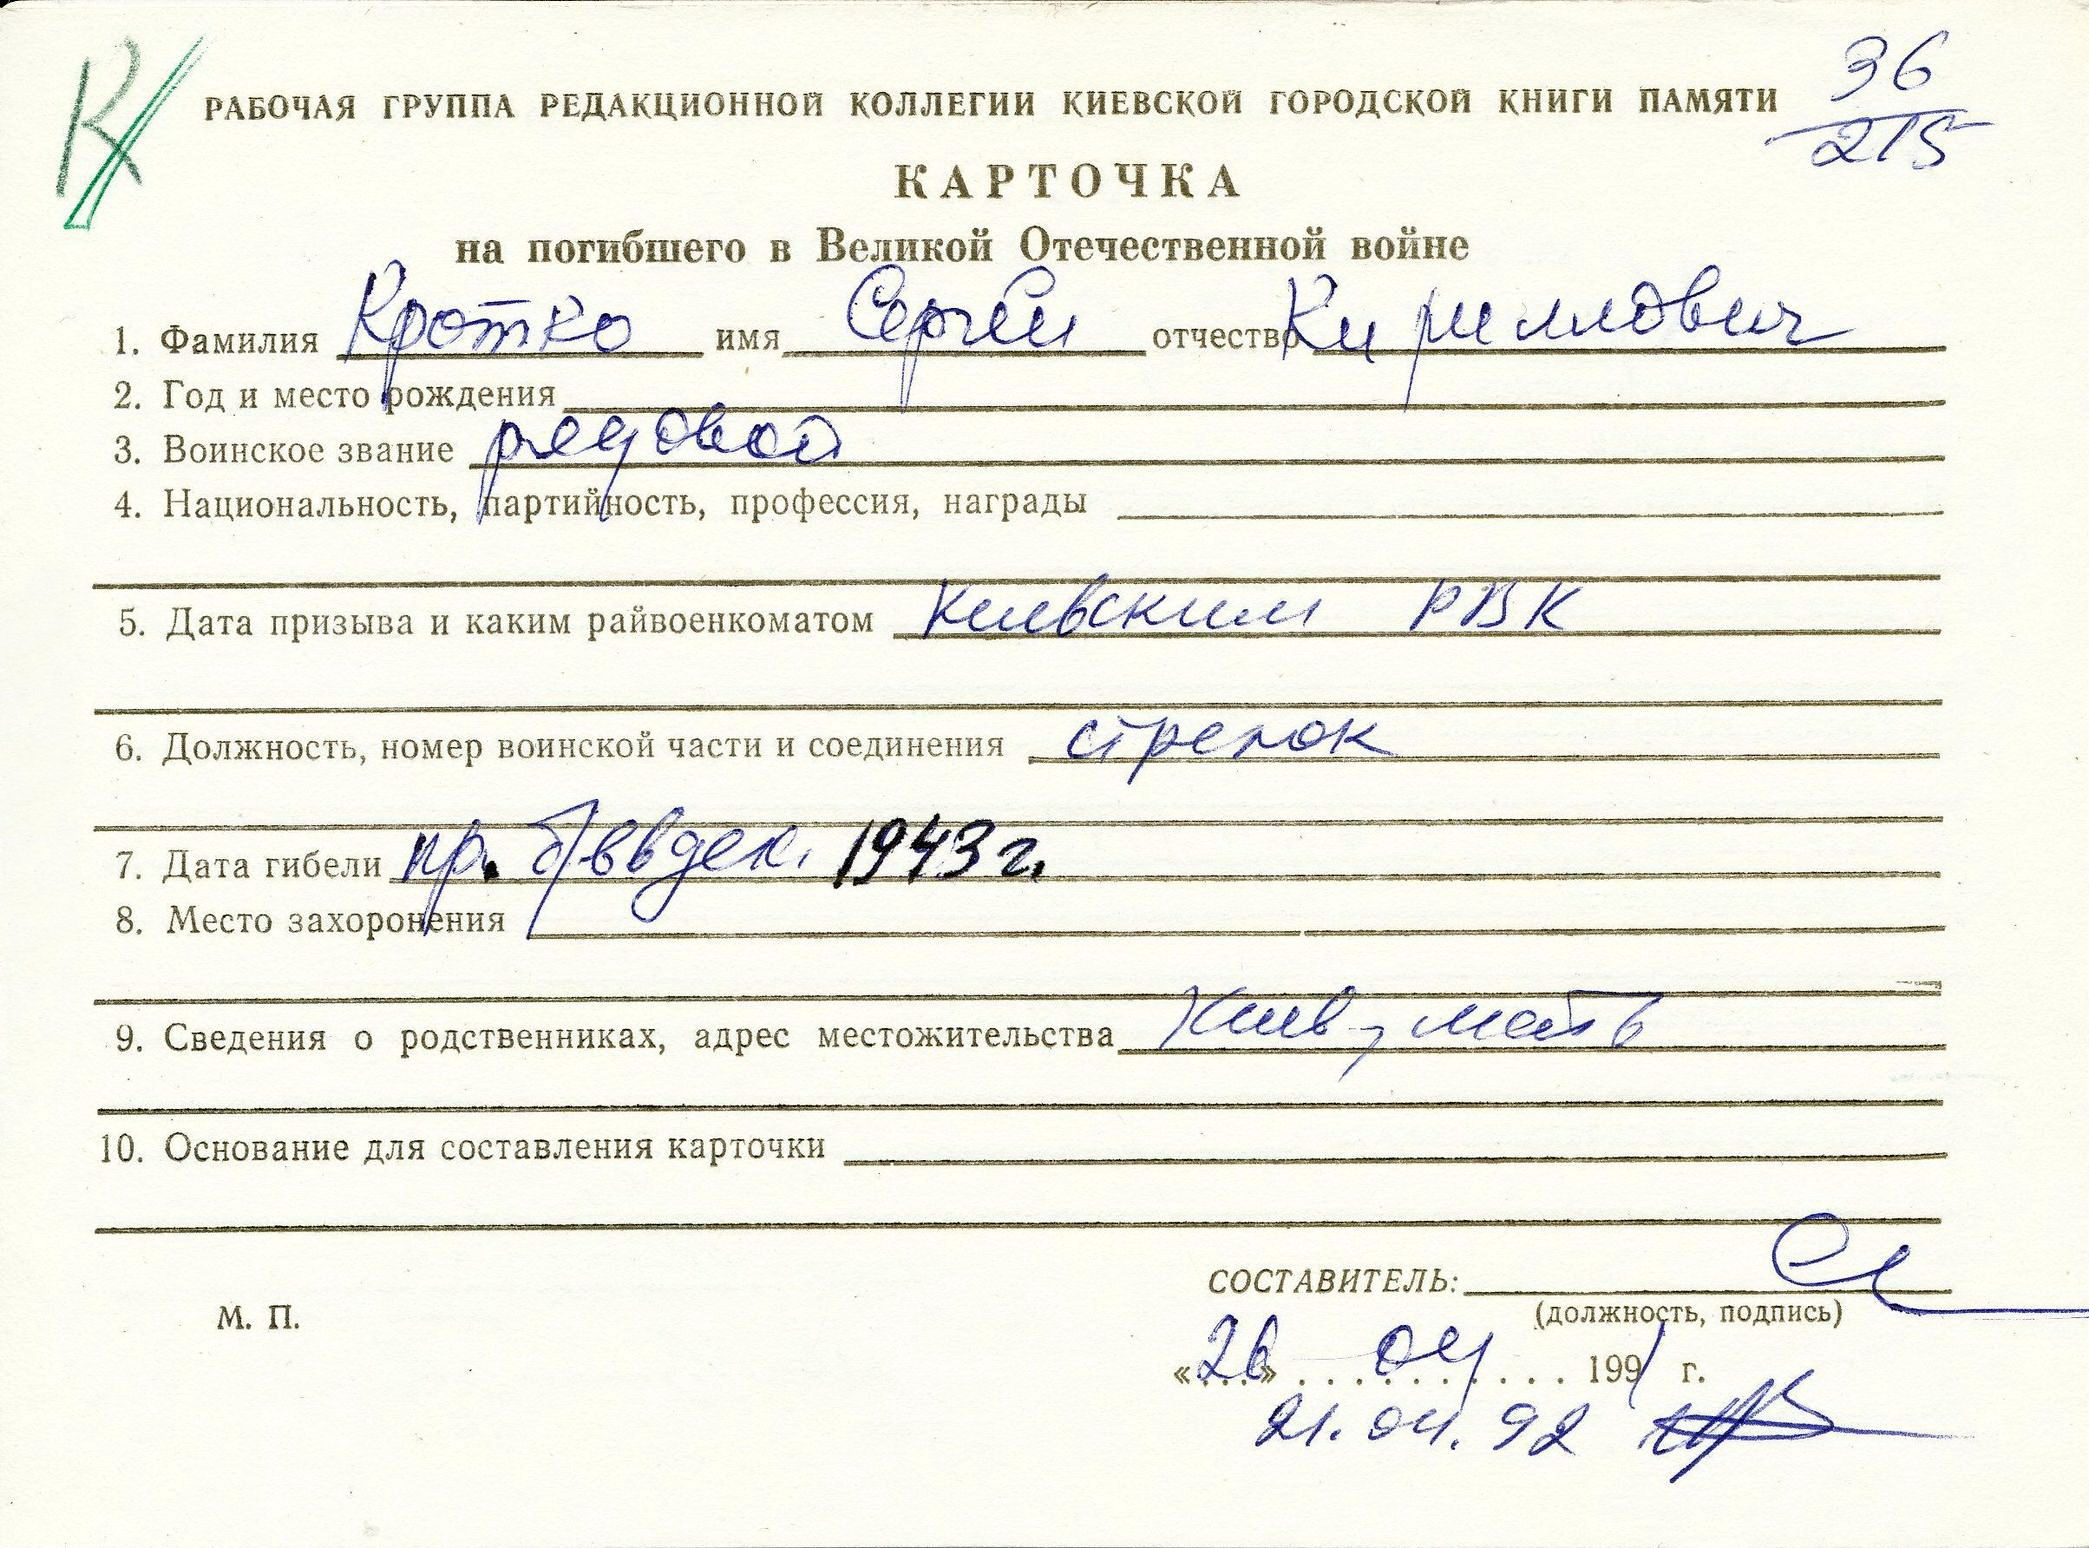 К
36
РАБОЧАЯ ГРУППА РЕДАКЦИОННОЙ КОЛЛЕГИИ КИЕВСКОЙ ГОРОДСКОЙ КНИГИ ПАМЯТИ
215
КАРТОЧКА
на погибшего в Великой Отечественной войне
1. Фамилия Кротко имя Сергей отчество Кириллович
2. Год и место рождения
3. Воинское звание рядовой
4. Национальность, партийность, профессия, награды
5. Дата призыва и каким райвоенкоматом Киевским РВК
6. Должность, номер воинской части и соединения стрелок
7. Дата гибели пр. б/в в дек. 1943 г.
8. Место захоронения
9. Сведения о родственниках, адрес местожительства Киев, мать
10. Основание для составления карточки
СОСТАВИТЕЛЬ:
М. П.
(должность, подпись)
«26» 04 1991 г.
21.04.92